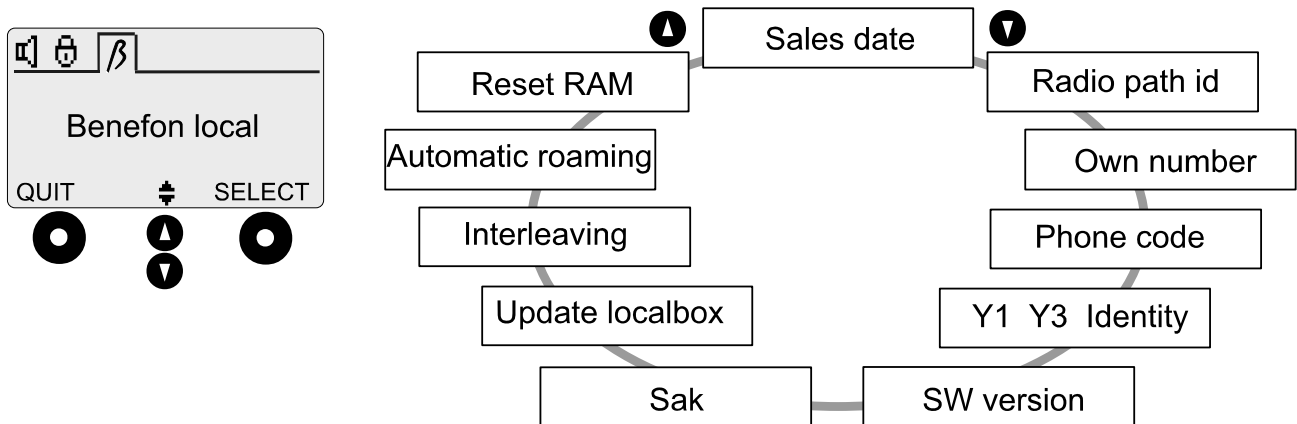 β
Benefon local
QUIT SELECT
Sales date
Radio path id
Own number
Phone code
Y1 Y3 Identity
SW version
Sak
Update localbox
Interleaving
Automatic roaming
Reset RAM